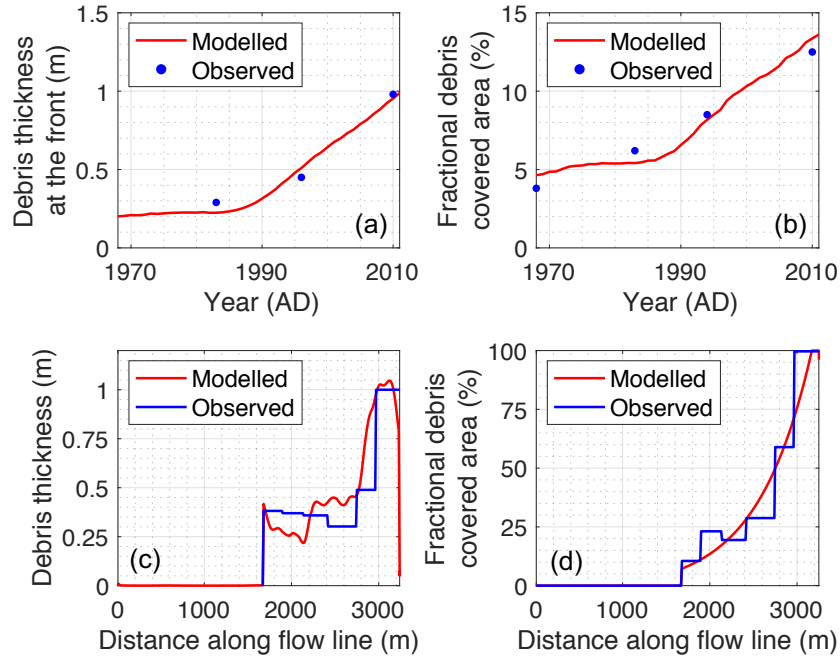 1.5
1
0.5
0
Debris thickness
at the front (m)
Modelled
Observed
(a)
1970
1990
2010
Year (AD)
15
10
5
0
Fractional debris
covered area (%)
Modelled
Observed
(b)
1970
1990
2010
Year (AD)
1
0.75
0.5
0.25
0
Debris thickness (m)
Modelled
Observed
(c)
0
1000
2000
3000
Distance along flow line (m)
100
75
50
25
0
Fractional debris
covered area (%)
Modelled
Observed
(d)
0
1000
2000
3000
Distance along flow line (m)